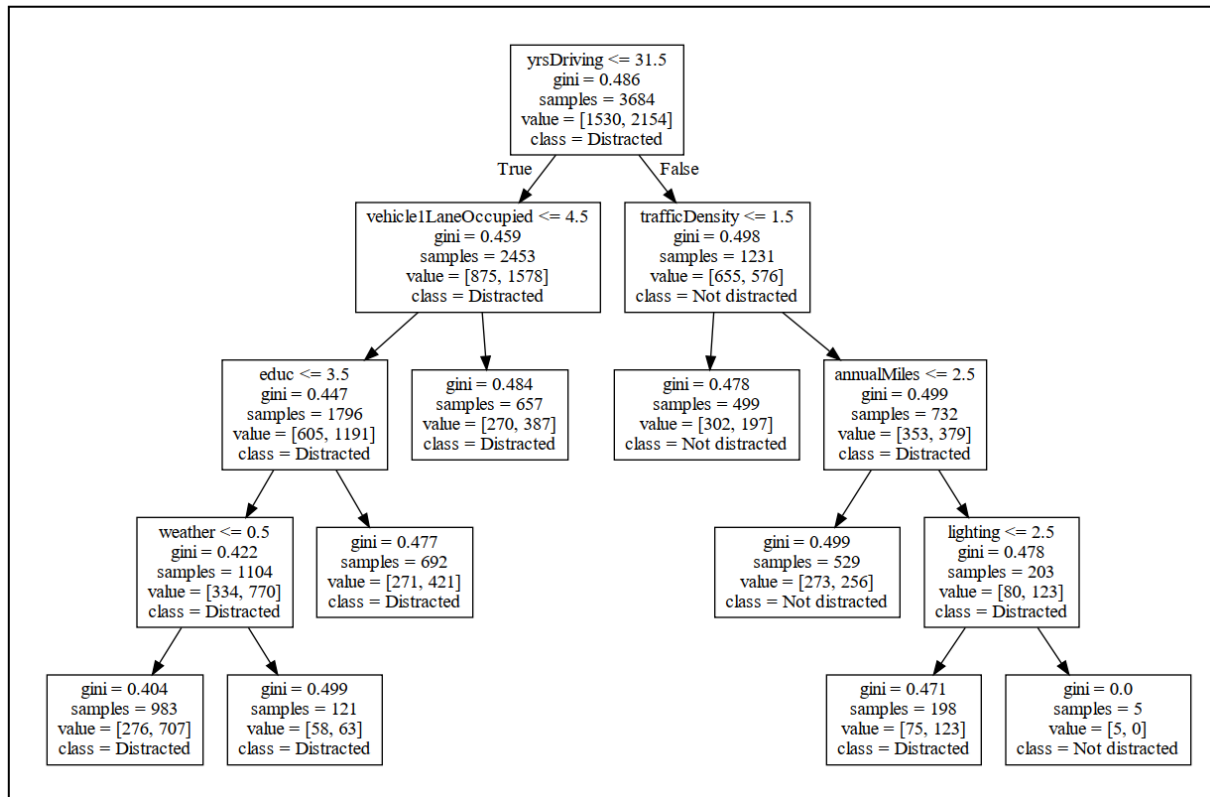 yrsDriving <= 31.5
gini = 0.486
samples = 3684
value = [1530, 2154]
class = Distracted
True
False
vehicle1LaneOccupied <= 4.5
gini = 0.459
samples = 2453
value = [875, 1578]
class = Distracted
trafficDensity <= 1.5
gini = 0.498
samples = 1231
value = [655, 576]
class = Not distracted
educ <= 3.5
gini = 0.447
samples = 1796
value = [605, 1191]
class = Distracted
gini = 0.484
samples = 657
value = [270, 387]
class = Distracted
gini = 0.478
samples = 499
value = [302, 197]
class = Not distracted
annualMiles <= 2.5
gini = 0.499
samples = 732
value = [353, 379]
class = Distracted
weather <= 0.5
gini = 0.422
samples = 1104
value = [334, 770]
class = Distracted
gini = 0.477
samples = 692
value = [271, 421]
class = Distracted
gini = 0.499
samples = 529
value = [273, 256]
class = Not distracted
lighting <= 2.5
gini = 0.478
samples = 203
value = [80, 123]
class = Distracted
gini = 0.404
samples = 983
value = [276, 707]
class = Distracted
gini = 0.499
samples = 121
value = [58, 63]
class = Distracted
gini = 0.471
samples = 198
value = [75, 123]
class = Distracted
gini = 0.0
samples = 5
value = [5, 0]
class = Not distracted